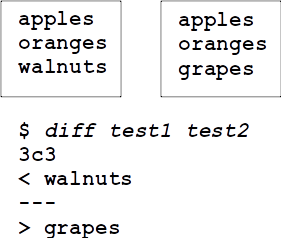 apples
oranges
walnuts
apples
oranges
grapes
$ diff test1 test2
3c3
< walnuts
---
> grapes